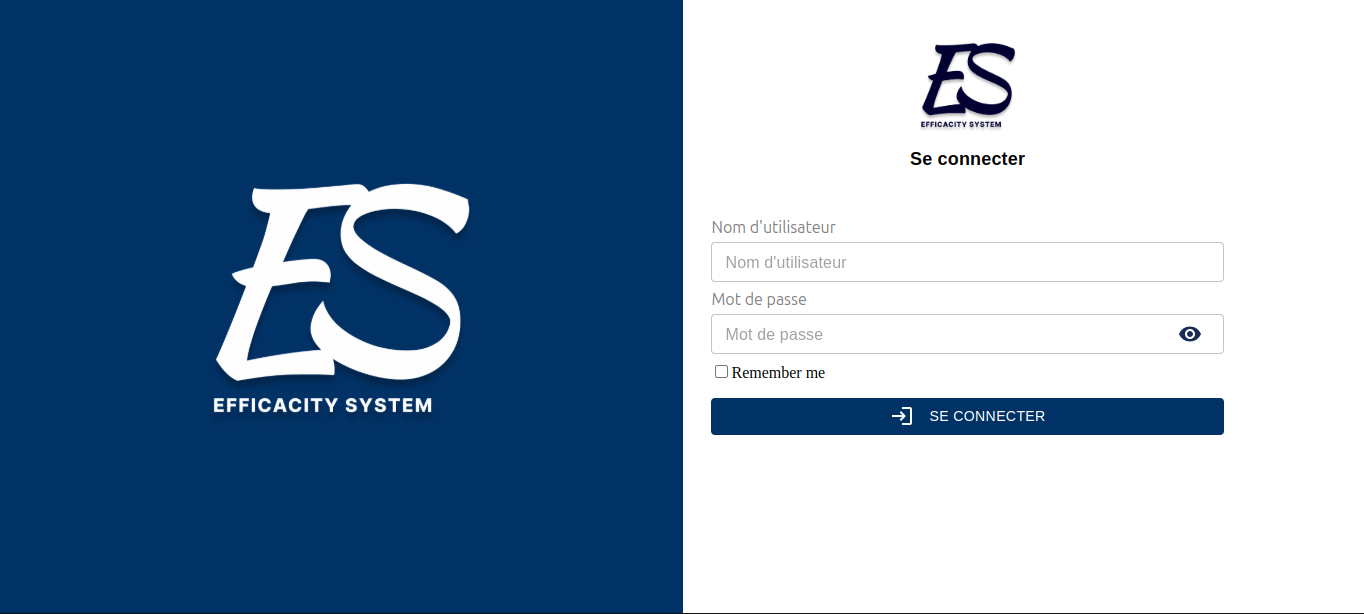 ES
EFFICACITY SYSTEM
ES
EFFICACITY SYSTEM
Se connecter
Nom d'utilisateur
Nom d'utilisateur
Mot de passe
Mot de passe
Remember me
SE CONNECTER